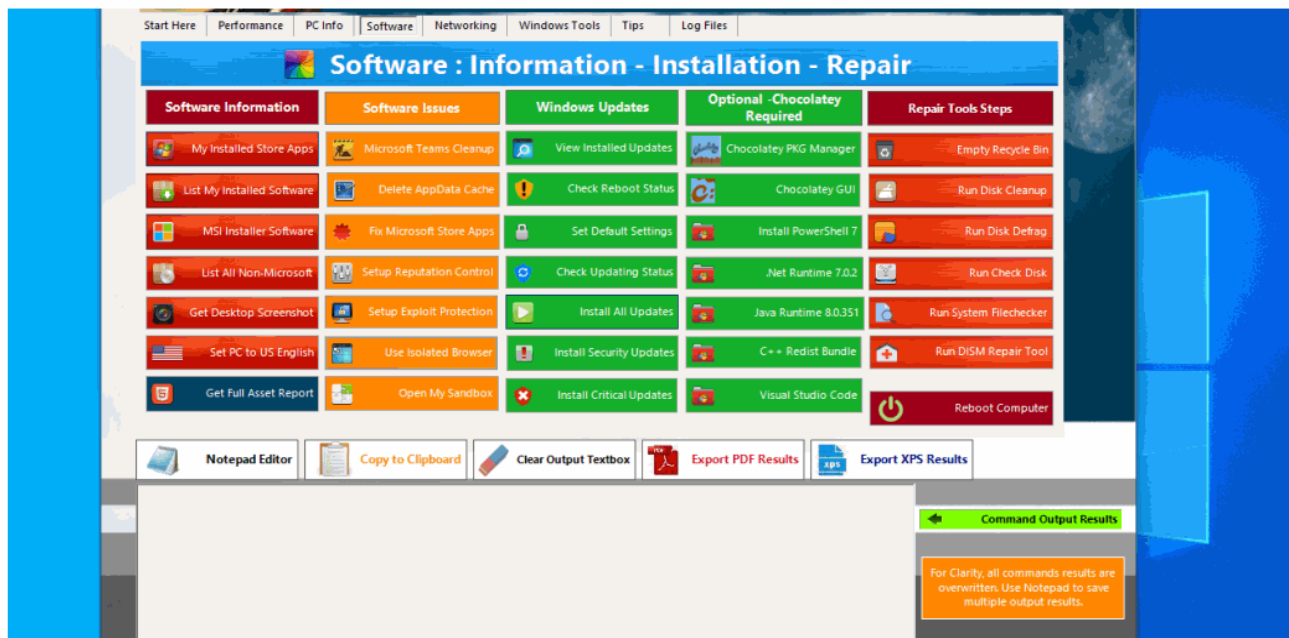 Start Here
Performance
PC Info
Software
Networking
Windows Tools
Tips
Log Files
Software : Information - Installation - Repair
Software Information
My Installed Store Apps
List My Installed Software
MSI Installer Software
List All Non-Microsoft
Get Desktop Screenshot
Set PC to US English
Get Full Asset Report
Software Issues
Microsoft Teams Cleanup
Delete AppData Cache
Fix Microsoft Store Apps
Setup Reputation Control
Setup Exploit Protection
Use Isolated Browser
Open My Sandbox
Windows Updates
View Installed Updates
Check Reboot Status
Set Default Settings
Check Updating Status
Install All Updates
Install Security Updates
Install Critical Updates
Optional -Chocolatey
Required
Chocolatey PKG Manager
Chocolatey GUI
Install PowerShell 7
.Net Runtime 7.0.2
Java Runtime 8.0.351
C++ Redist Bundle
Visual Studio Code
Repair Tools Steps
Empty Recycle Bin
Run Disk Cleanup
Run Disk Defrag
Run Check Disk
Run System Filechecker
Run DISM Repair Tool
Reboot Computer
Notepad Editor
Copy to Clipboard
Clear Output Textbox
PDF
Export PDF Results
xps
Export XPS Results
Command Output Results
For Clarity, all commands results are
overwritten. Use Notepad to save
multiple output results.